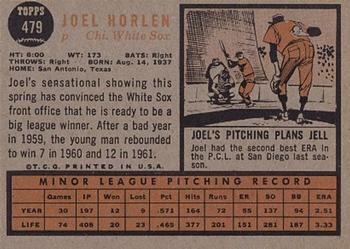 TOPPS
479
JOEL HORLEN
p Chi. White Sox
HT: 6:00 WT: 173 BATS: Right
THROWS: Right BORN: Aug. 14, 1937
HOME: San Antonio, Texas
Joel's sensational showing this
spring has convinced the White Sox
front office that he is ready to be
a big league winner. After a bad year
in 1959, the young man rebounded
to win 7 in 1960 and 12 in 1961.
©T.C.G. PRINTED IN U.S.A.
JOEL'S PITCHING PLANS JELL
Joel had the second best ERA in
the P.C.L. at San Diego last sea-
son.
MINOR LEAGUE PITCHING RECORD
GAMES IP WON LOST PCT. HITS R ER SO BB ERA
YEAR 30 197 12 9 .571 164 72 55 91 94 2.51
LIFE 74 408 20 23 .465 207 151 223 221 3.33